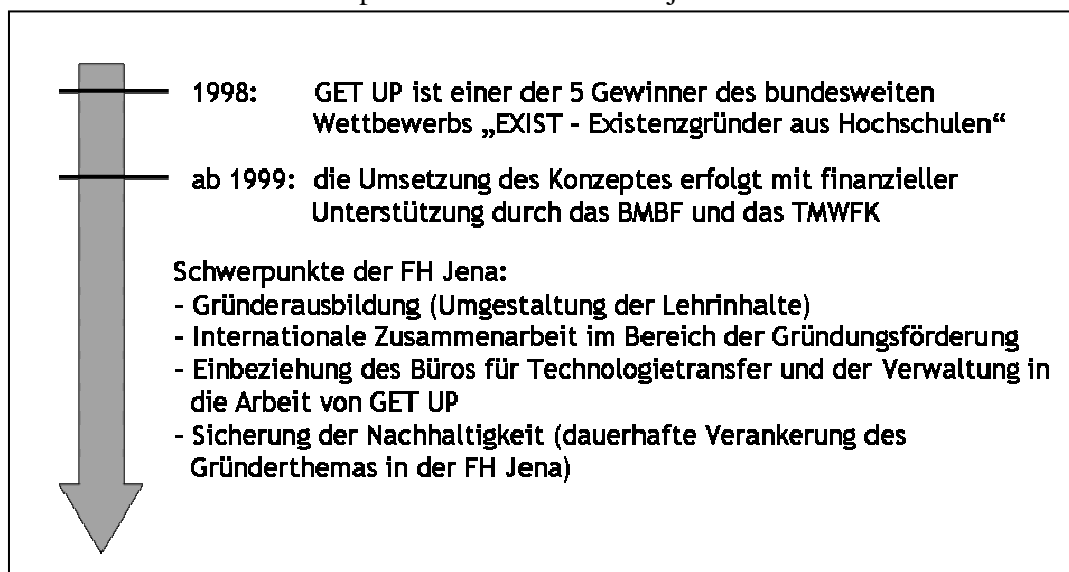 1998: GET UP ist einer der 5 Gewinner des bundesweiten
Wettbewerbs „EXIST - Existenzgründer aus Hochschulen“
ab 1999: die Umsetzung des Konzeptes erfolgt mit finanzieller
Unterstützung durch das BMBF und das TMWFK
Schwerpunkte der FH Jena:
- Gründerausbildung (Umgestaltung der Lehrinhalte)
- Internationale Zusammenarbeit im Bereich der Gründungsförderung
- Einbeziehung des Büros für Technologietransfer und der Verwaltung in
die Arbeit von GET UP
- Sicherung der Nachhaltigkeit (dauerhafte Verankerung des
Gründerthemas in der FH Jena)